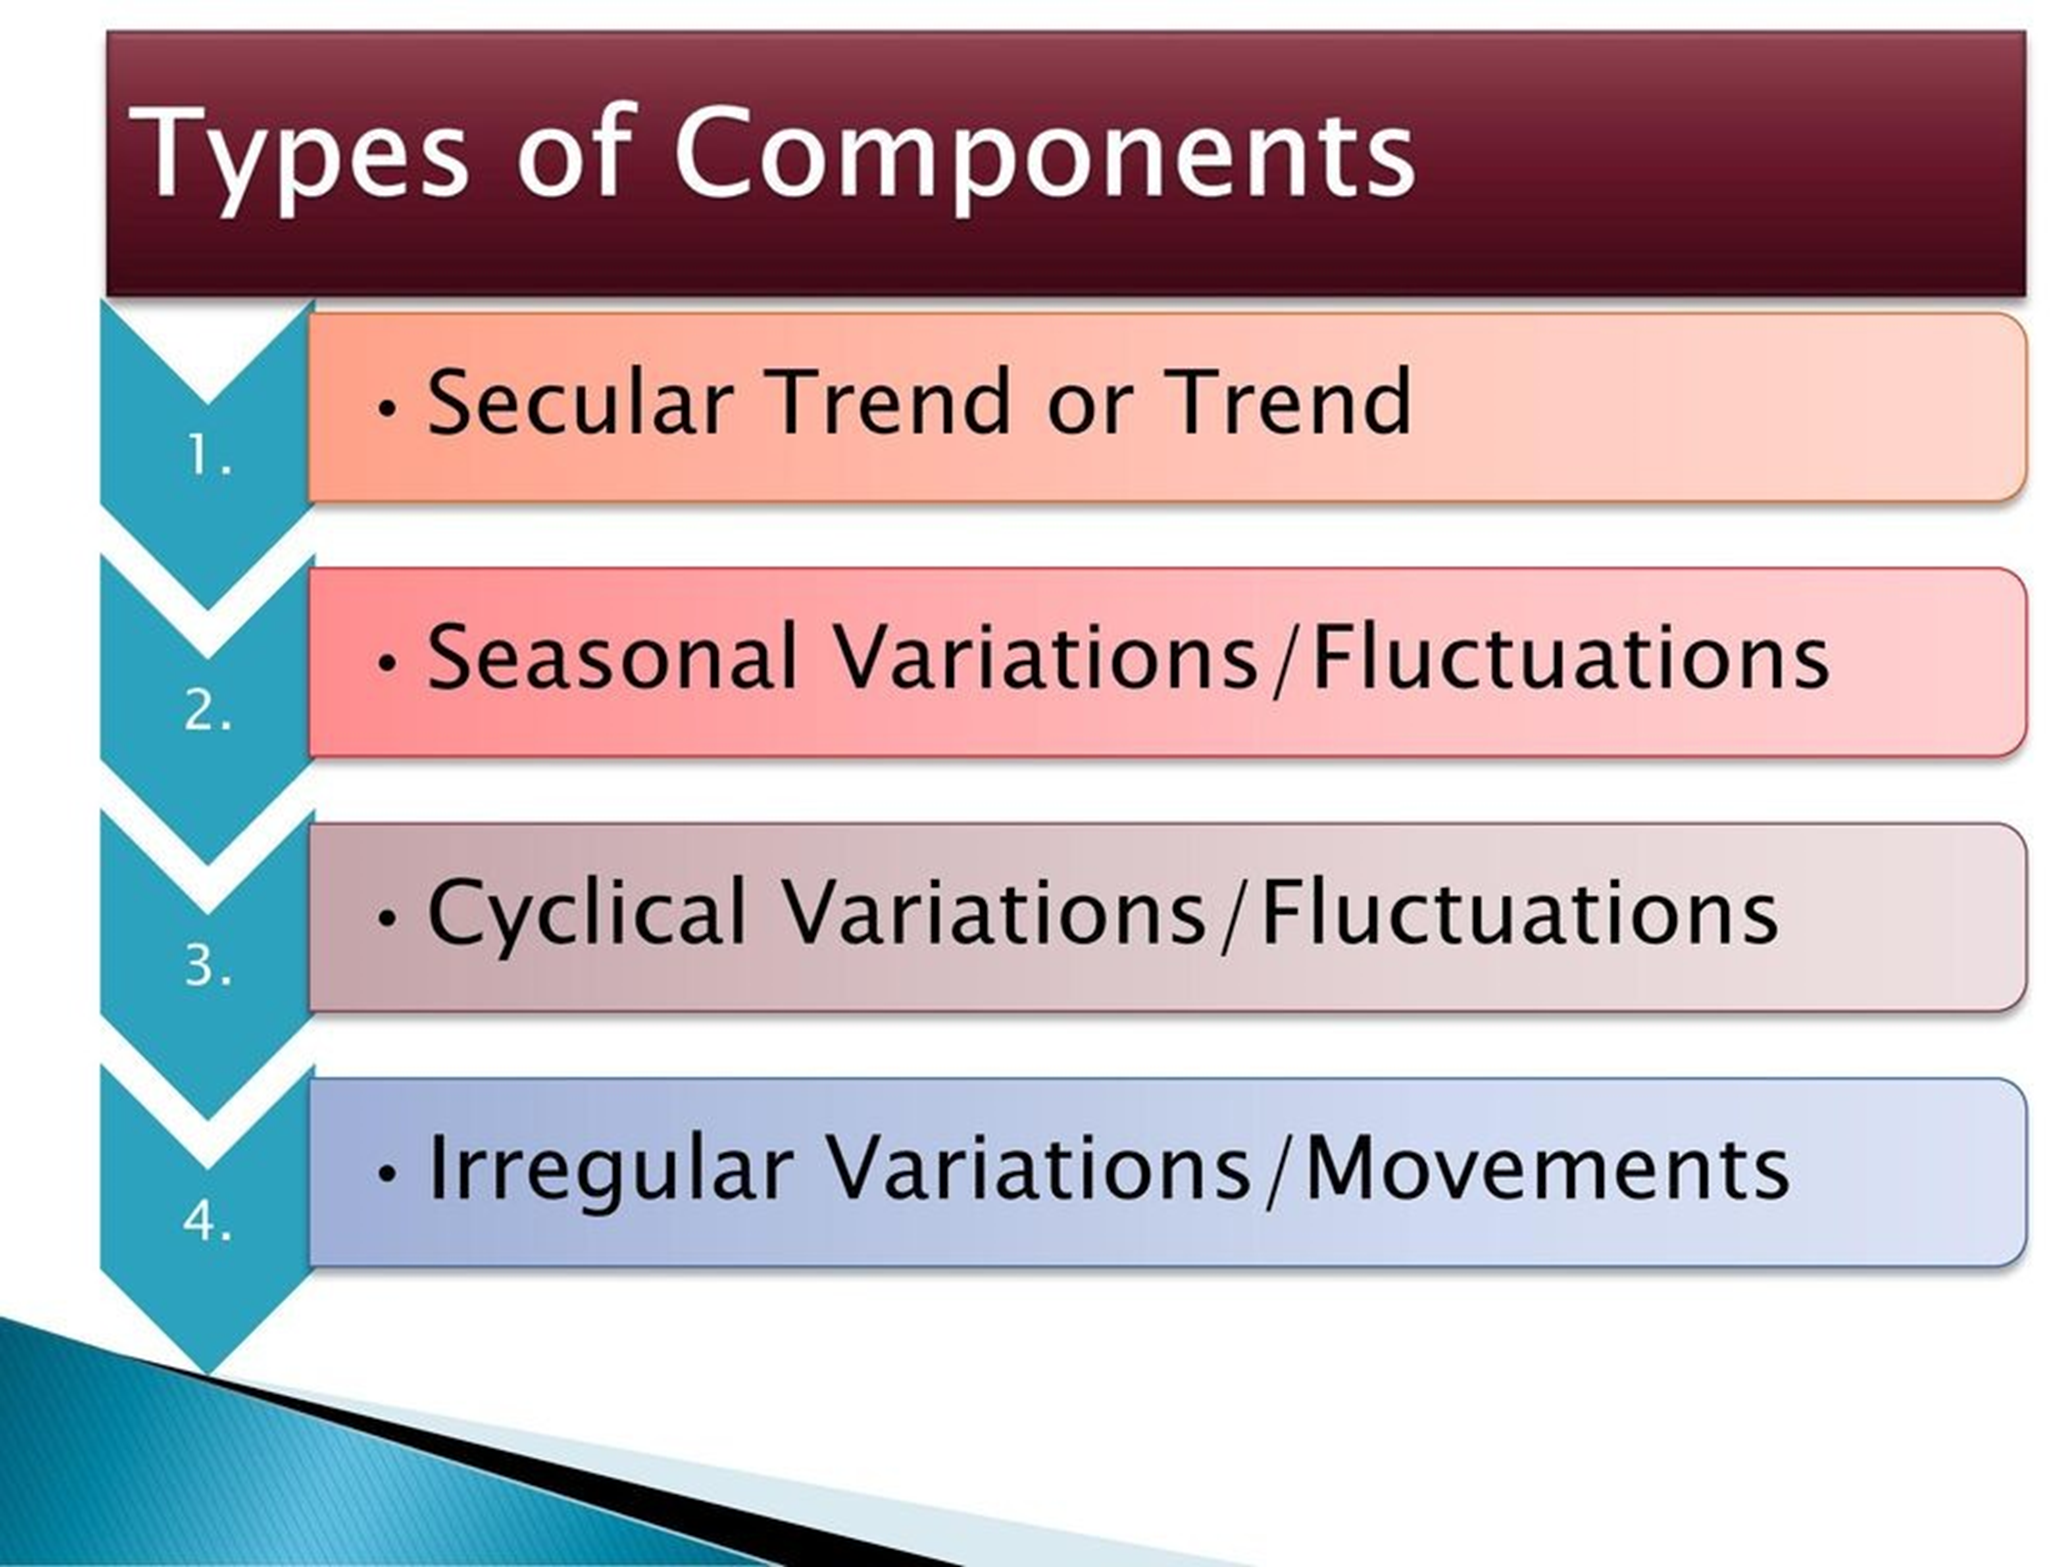 Types of Components
1.
• Secular Trend or Trend
2.
• Seasonal Variations/Fluctuations
3.
• Cyclical Variations/Fluctuations
4.
• Irregular Variations/Movements